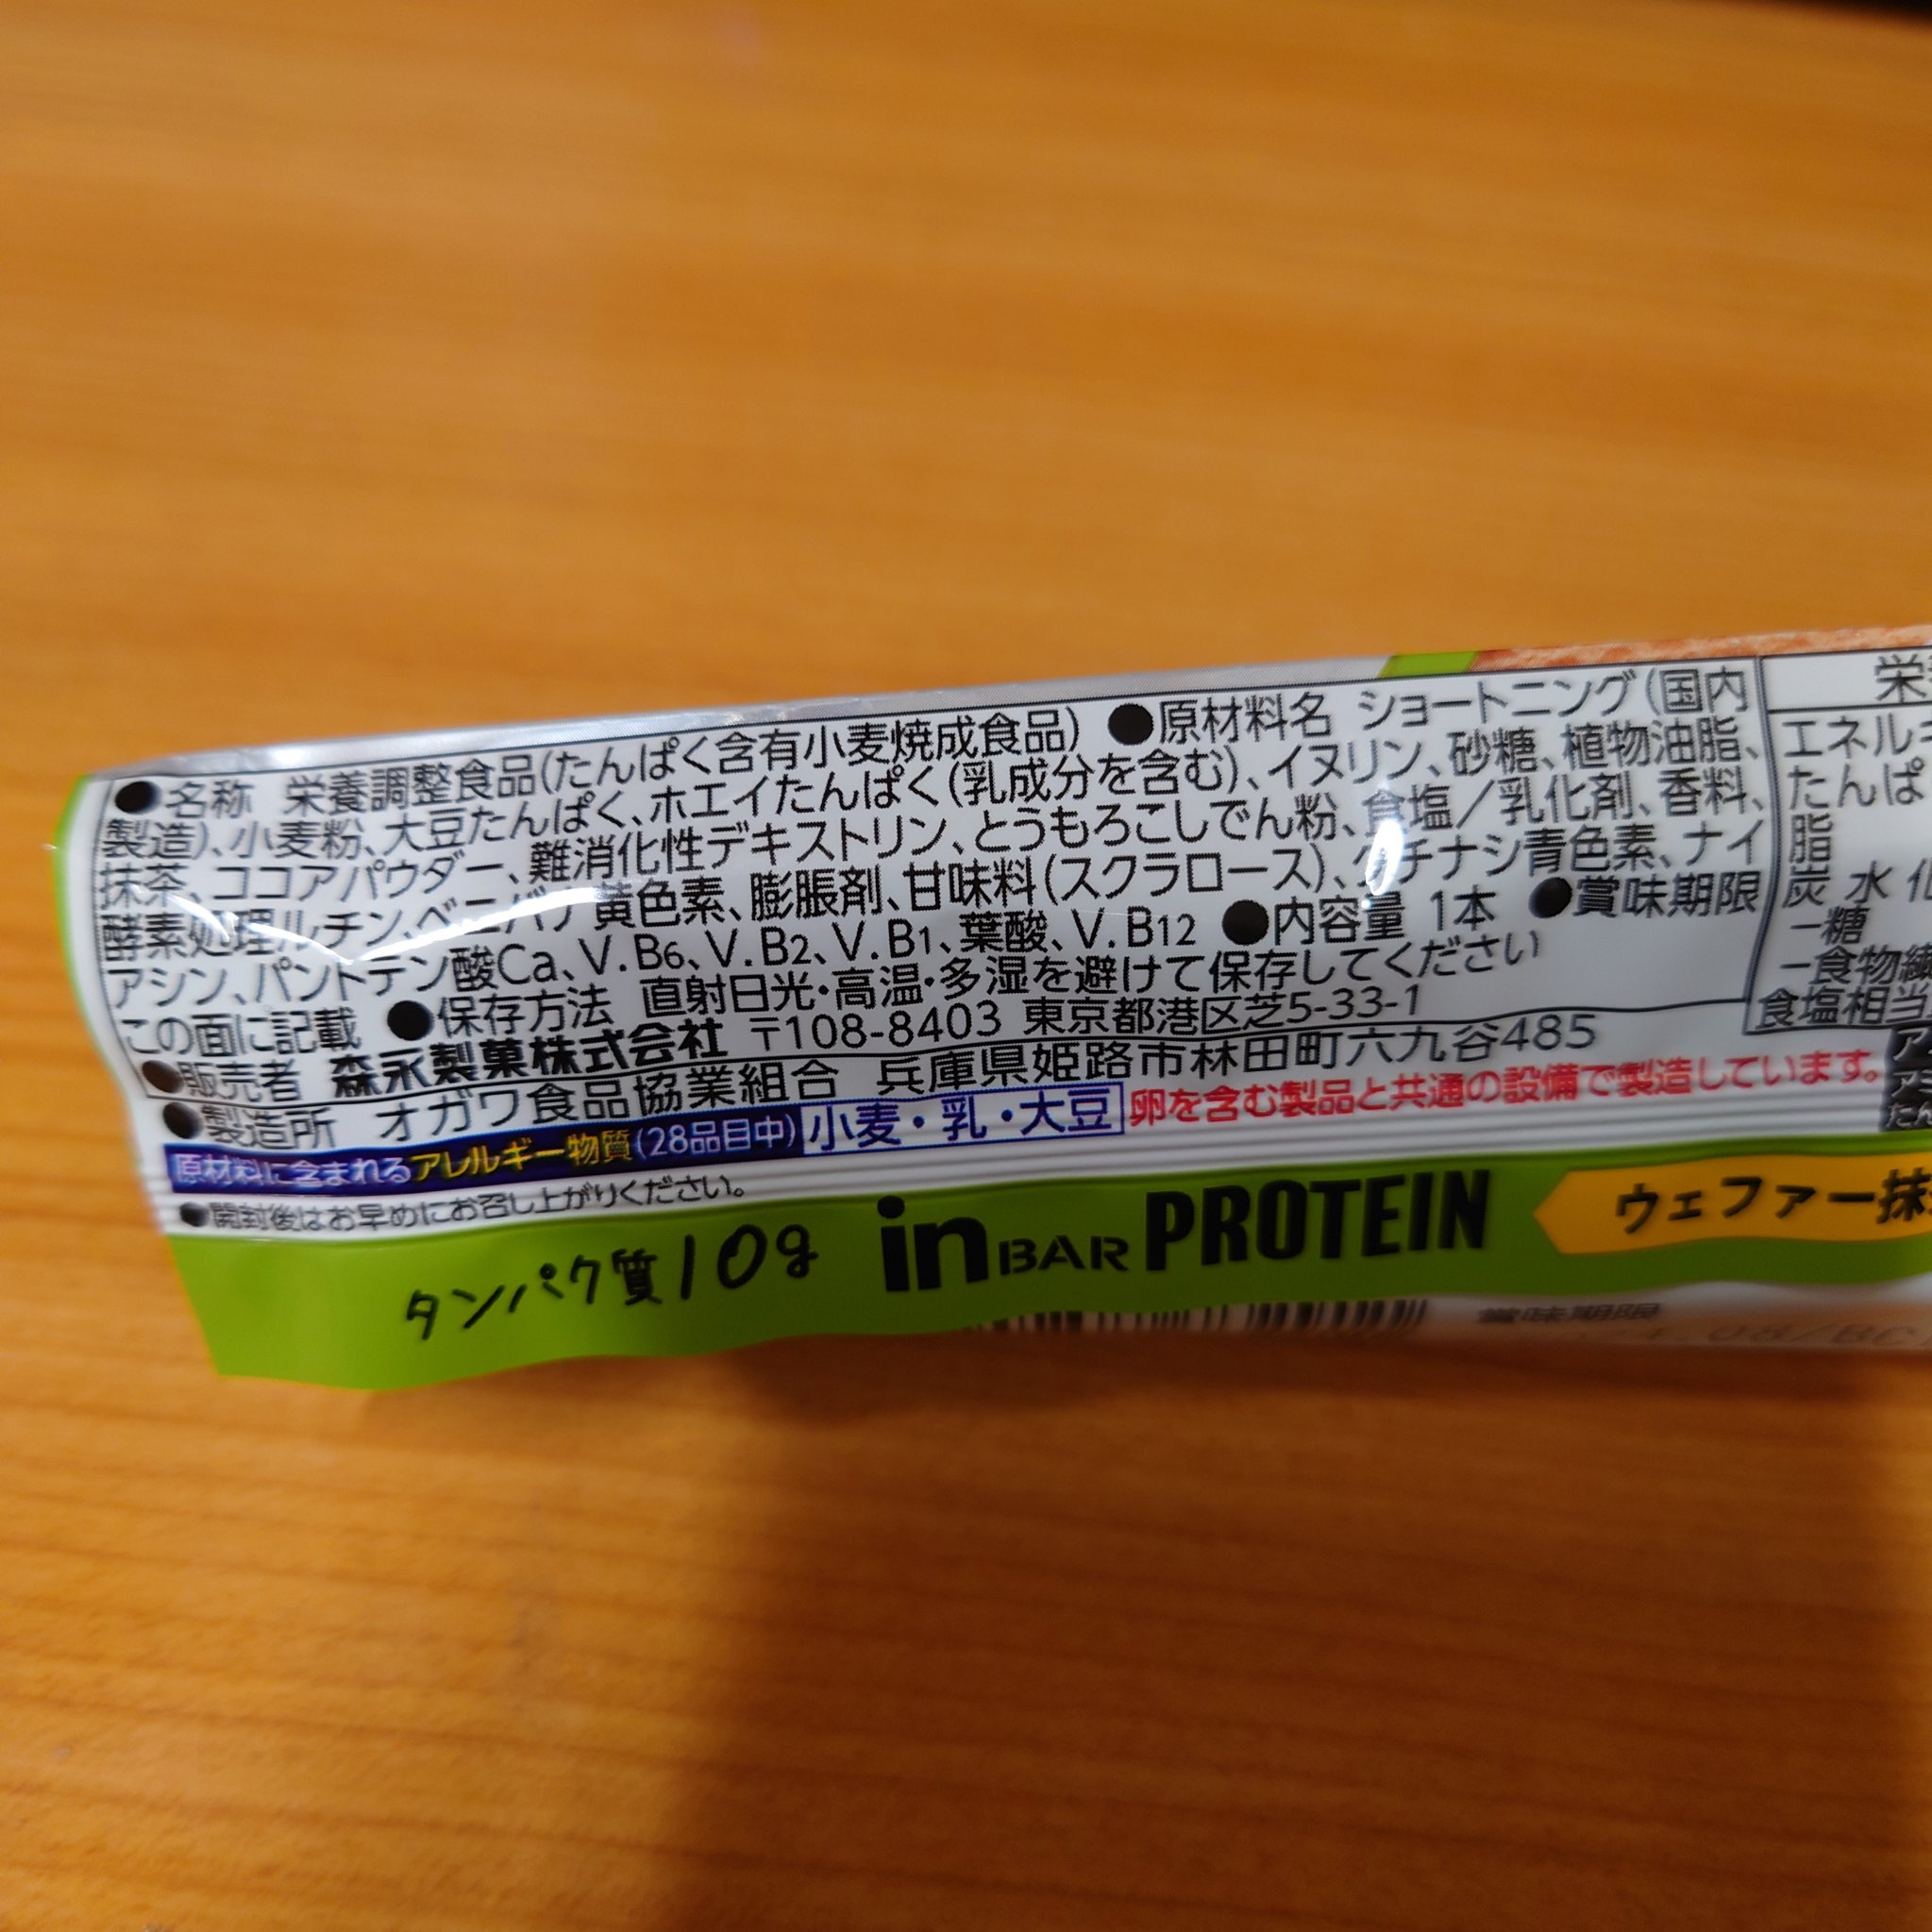 ●名称 栄養調整食品(たんぱく含有小麦焼成食品) ●原材料名 ショートニング(国内
製造)、小麦粉、大豆たんぱく、ホエイたんぱく(乳成分を含む)、イヌリン、砂糖、植物油脂、
抹茶、ココアパウダー、難消化性デキストリン、とうもろこしでん粉、食塩/乳化剤、香料、
酵素処理ルチン、ベニバナ黄色素、膨脹剤、甘味料(スクラロース)、クチナシ青色素、ナイ
アシン、パントテン酸Ca、V.B6、V.B2、V.B1、葉酸、V.B12 ●内容量 1本 ●賞味期限
この面に記載 ●保存方法 直射日光・高温・多湿を避けて保存してください
●販売者 森永製菓株式会社 〒108-8403 東京都港区芝5-33-1
●製造所 オガワ食品協業組合 兵庫県姫路市林田町六九谷485
原材料に含まれるアレルギー物質(28品目中) 小麦・乳・大豆 卵を含む製品と共通の設備で製造しています。
●開封後はお早めにお召し上がりください。
栄
エネルギ
たんぱ
脂
炭水化
-糖
-食物繊
食塩相当
タンパク質10g in BAR PROTEIN ウェファー抹
賞味期限